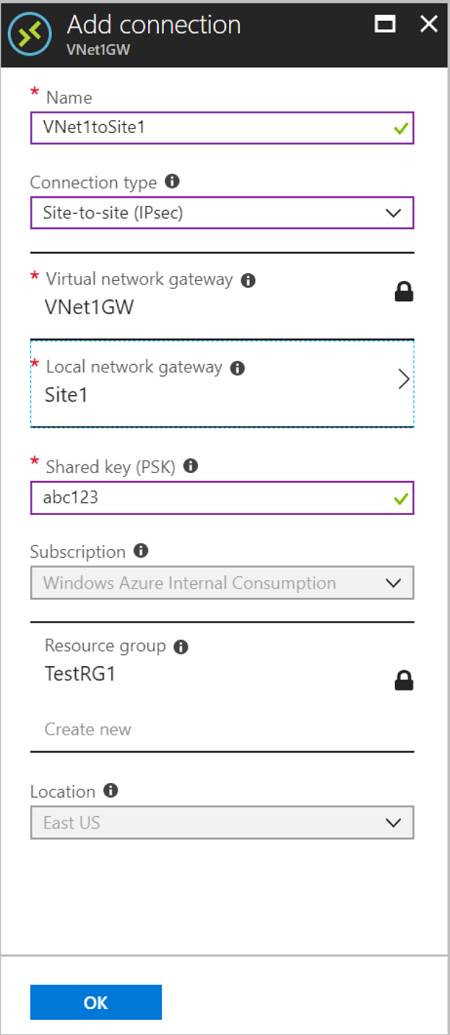 Add connection
VNet1GW
* Name
VNet1toSite1
Connection type
Site-to-site (IPsec)
* Virtual network gateway
VNet1GW
* Local network gateway
Site1
* Shared key (PSK)
abc123
Subscription
Windows Azure Internal Consumption
Resource group
TestRG1
Create new
Location
East US
OK